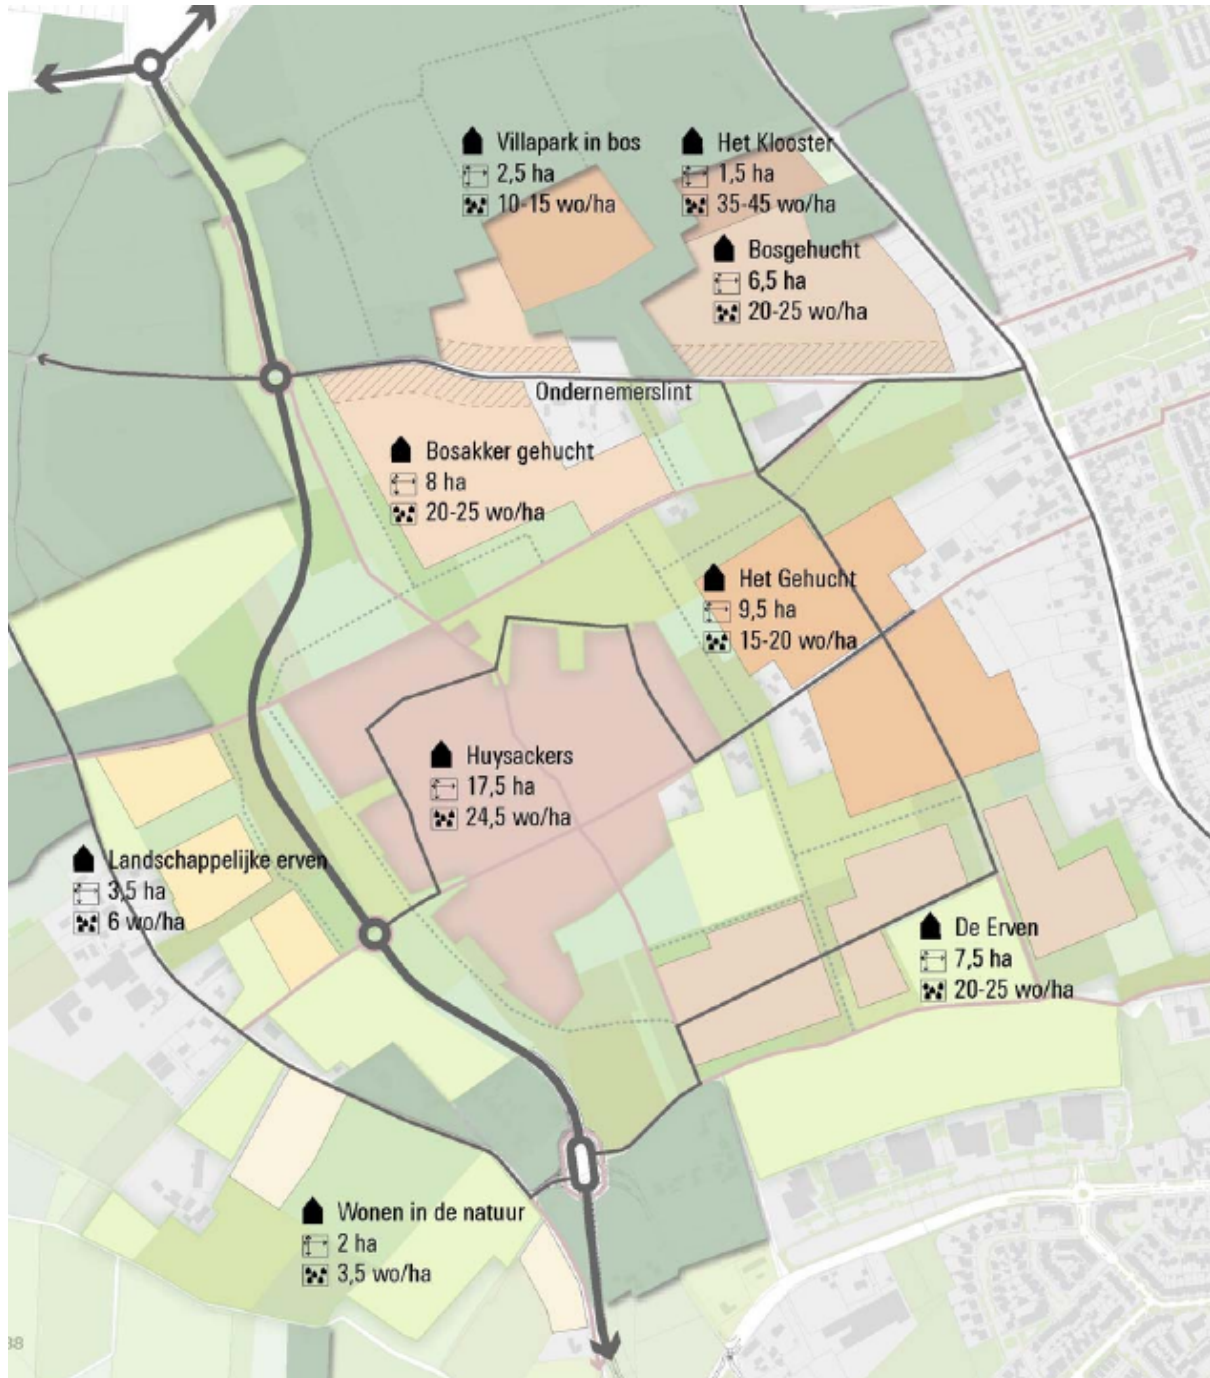 Villapark in bos
2,5 ha
10-15 wo/ha
Het Klooster
1,5 ha
35-45 wo/ha
Bosgehucht
6,5 ha
20-25 wo/ha
Ondernemerslint
Bosakker gehucht
8 ha
20-25 wo/ha
Het Gehucht
9,5 ha
15-20 wo/ha
Huysackers
17,5 ha
24,5 wo/ha
Landschappelijke erven
3,5 ha
6 wo/ha
De Erven
7,5 ha
20-25 wo/ha
Wonen in de natuur
2 ha
3,5 wo/ha
38